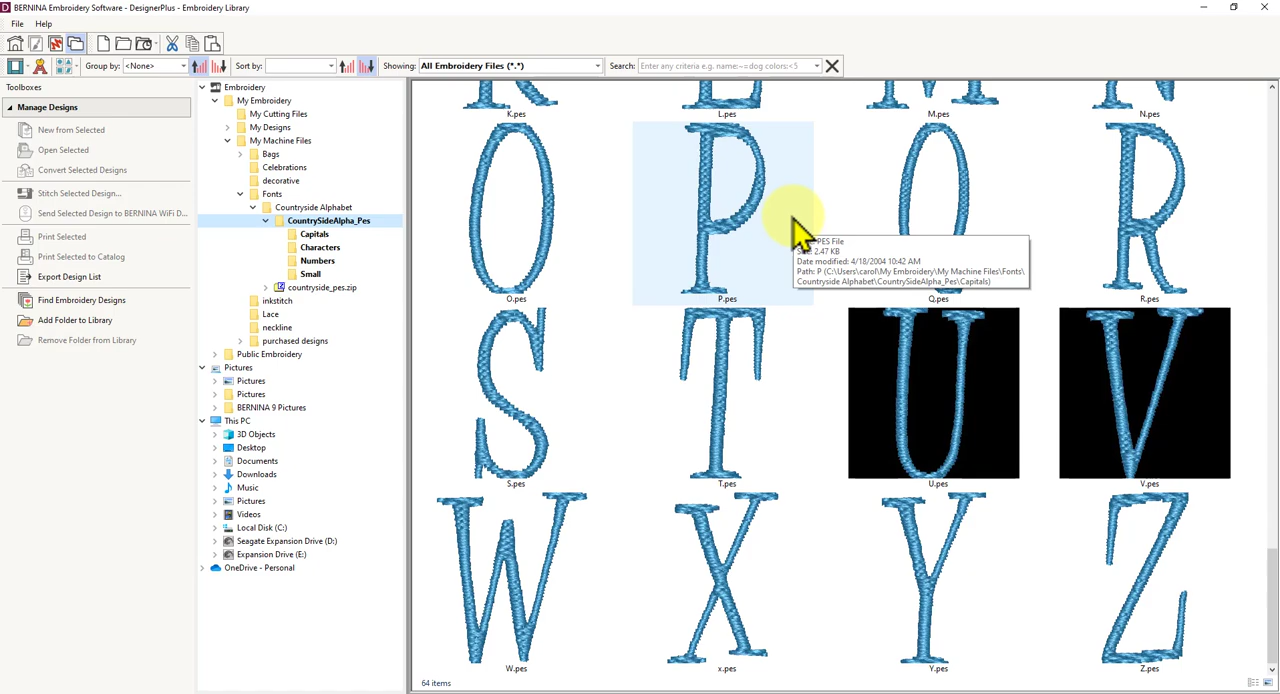 BERNINA Embroidery Software - DesignerPlus - [Embroidery Library]
File Help
Group by: <None> Sort by: Showing: All Embroidery Files (*.*) Search: Enter any criteria e.g. name:==dog colors:<5
Toolboxes
Manage Designs
New from Selected
Open Selected
Convert Selected Designs
Stitch Selected Design...
Send Selected Design to BERNINA WiFi D...
Print Selected
Print Selected to Catalog
Export Design List
Find Embroidery Designs
Add Folder to Library
Remove Folder from Library
Embroidery
My Embroidery
My Cutting Files
My Designs
My Machine Files
Bags
Celebrations
decorative
Fonts
Countryside Alphabet
CountrySideAlpha_Pes
Capitals
Characters
Numbers
Small
countryside_pes.zip
inkstitch
Lace
neckline
purchased designs
Public Embroidery
Pictures
Pictures
Pictures
BERNINA 9 Pictures
This PC
3D Objects
Desktop
Documents
Downloads
Music
Pictures
Videos
Local Disk (C:)
Seagate Expansion Drive (D:)
Expansion Drive (E:)
OneDrive - Personal
K.pes L.pes M.pes N.pes
O P Q R
PES File
2.47 KB
Date modified: 4/18/2004 10:42 AM
Path: P (C:\Users\carol\My Embroidery\My Machine Files\Fonts\
Countryside Alphabet\CountrySideAlpha_Pes\Capitals)
O.pes P.pes Q.pes R.pes
S T U V
S.pes T.pes U.pes V.pes
W X Y Z
W.pes x.pes Y.pes Z.pes
64 items